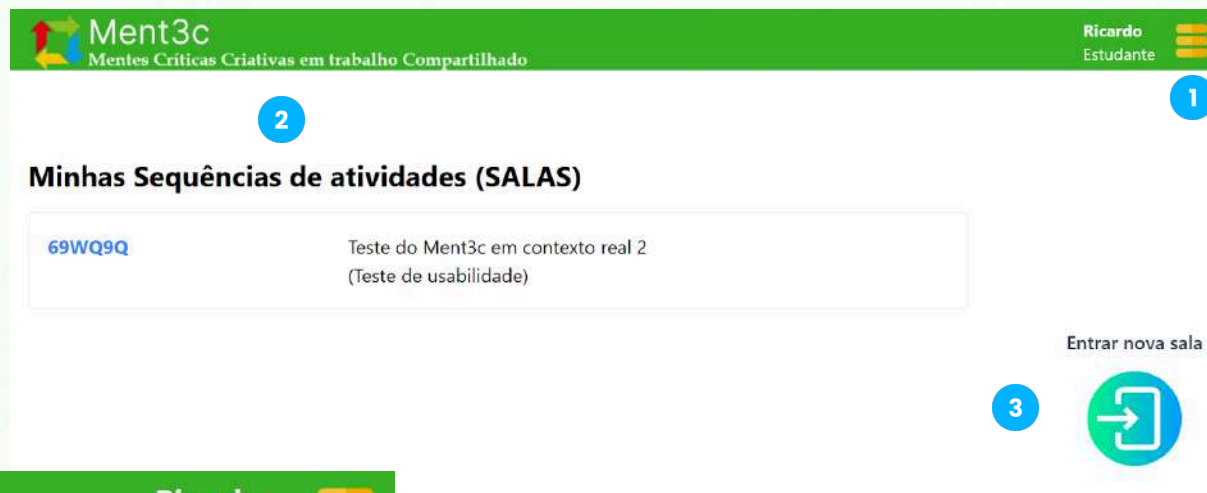 Ment3c
Mentes Críticas Criativas em trabalho Compartilhado
Ricardo
Estudante
1
2
Minhas Sequências de atividades (SALAS)
69WQ9Q
Teste do Ment3c em contexto real 2
(Teste de usabilidade)
Entrar nova sala
3